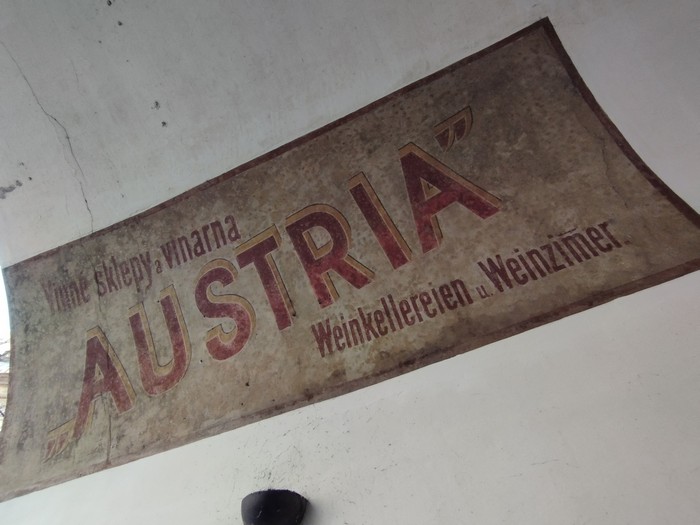 Vinné sklepy a vinárna
„AUSTRIA”
Weinkellereien u. Weinzimer.